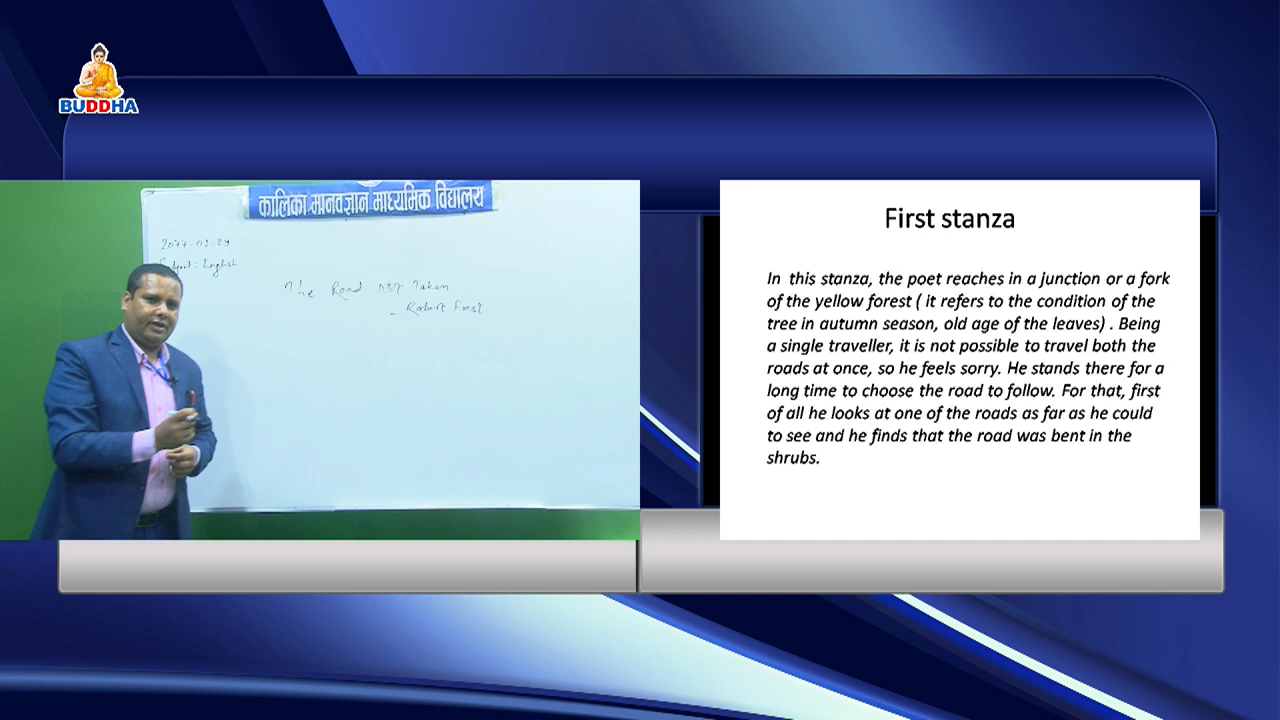 BUDDHA
कालिका मानवज्ञान माध्यमिक विद्यालय
2077-01-29
Subject: English
The Road not Taken
- Robert Frost
First stanza
In this stanza, the poet reaches in a junction or a fork
of the yellow forest ( it refers to the condition of the
tree in autumn season, old age of the leaves) . Being
a single traveller, it is not possible to travel both the
roads at once, so he feels sorry. He stands there for a
long time to choose the road to follow. For that, first
of all he looks at one of the roads as far as he could
to see and he finds that the road was bent in the
shrubs.